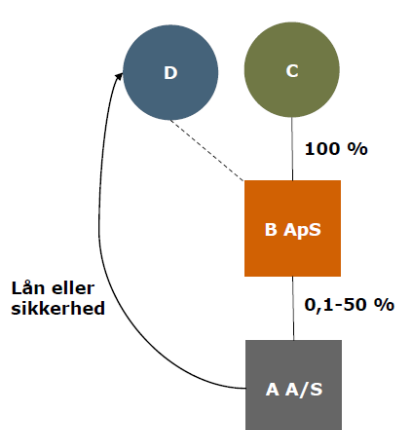 D
C
100 %
B ApS
Lån eller
sikkerhed
0,1-50 %
A A/S